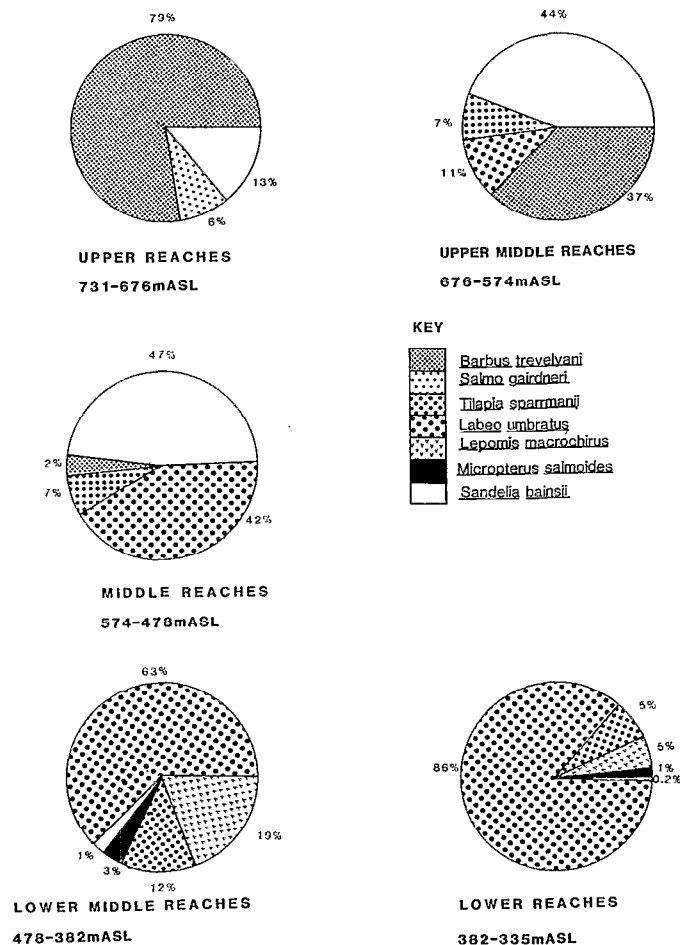 79%
13%
6%
UPPER REACHES
731-676mASL
44%
7%
11%
37%
UPPER MIDDLE REACHES
676-574mASL
KEY
Barbus trevelyani
Salmo gairdneri
Tilapia sparrmanij
Labeo umbratus
Lepomis macrochirus
Micropterus salmoides
Sandelia bainsii
47%
2%
7%
42%
MIDDLE REACHES
574-478mASL
63%
1%
3%
12%
19%
LOWER MIDDLE REACHES
478-382mASL
5%
5%
1%
0.2%
86%
LOWER REACHES
382-335mASL